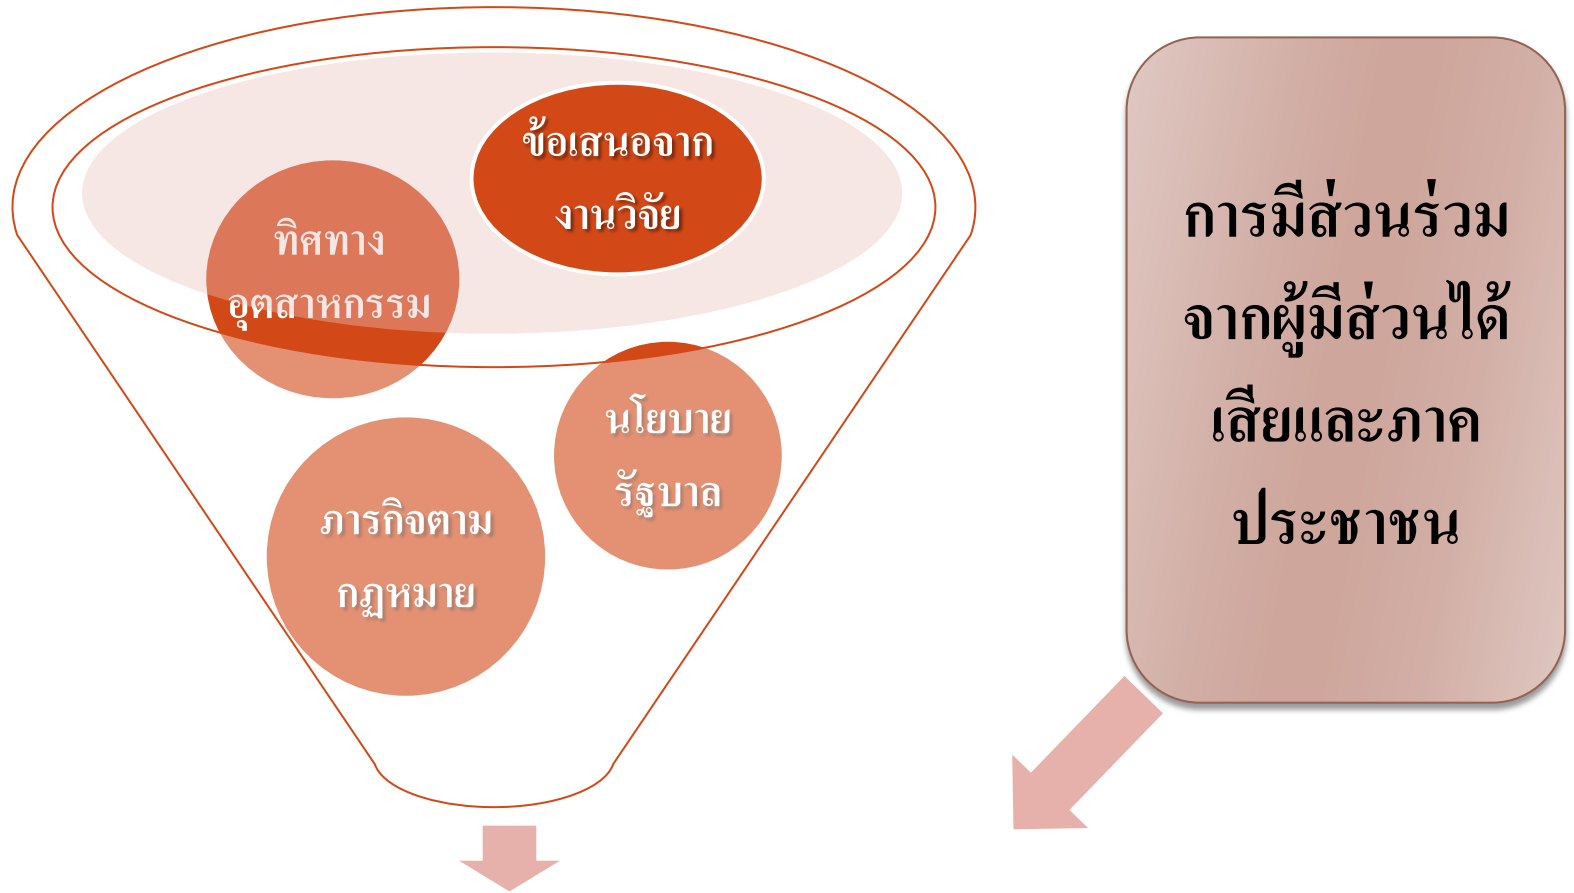 ข้อเสนอจาก
งานวิจัย
ทิศทาง
อุตสาหกรรม
นโยบาย
รัฐบาล
ภารกิจตาม
กฎหมาย
การมีส่วนร่วม
จากผู้มีส่วนได้
เสียและภาค
ประชาชน